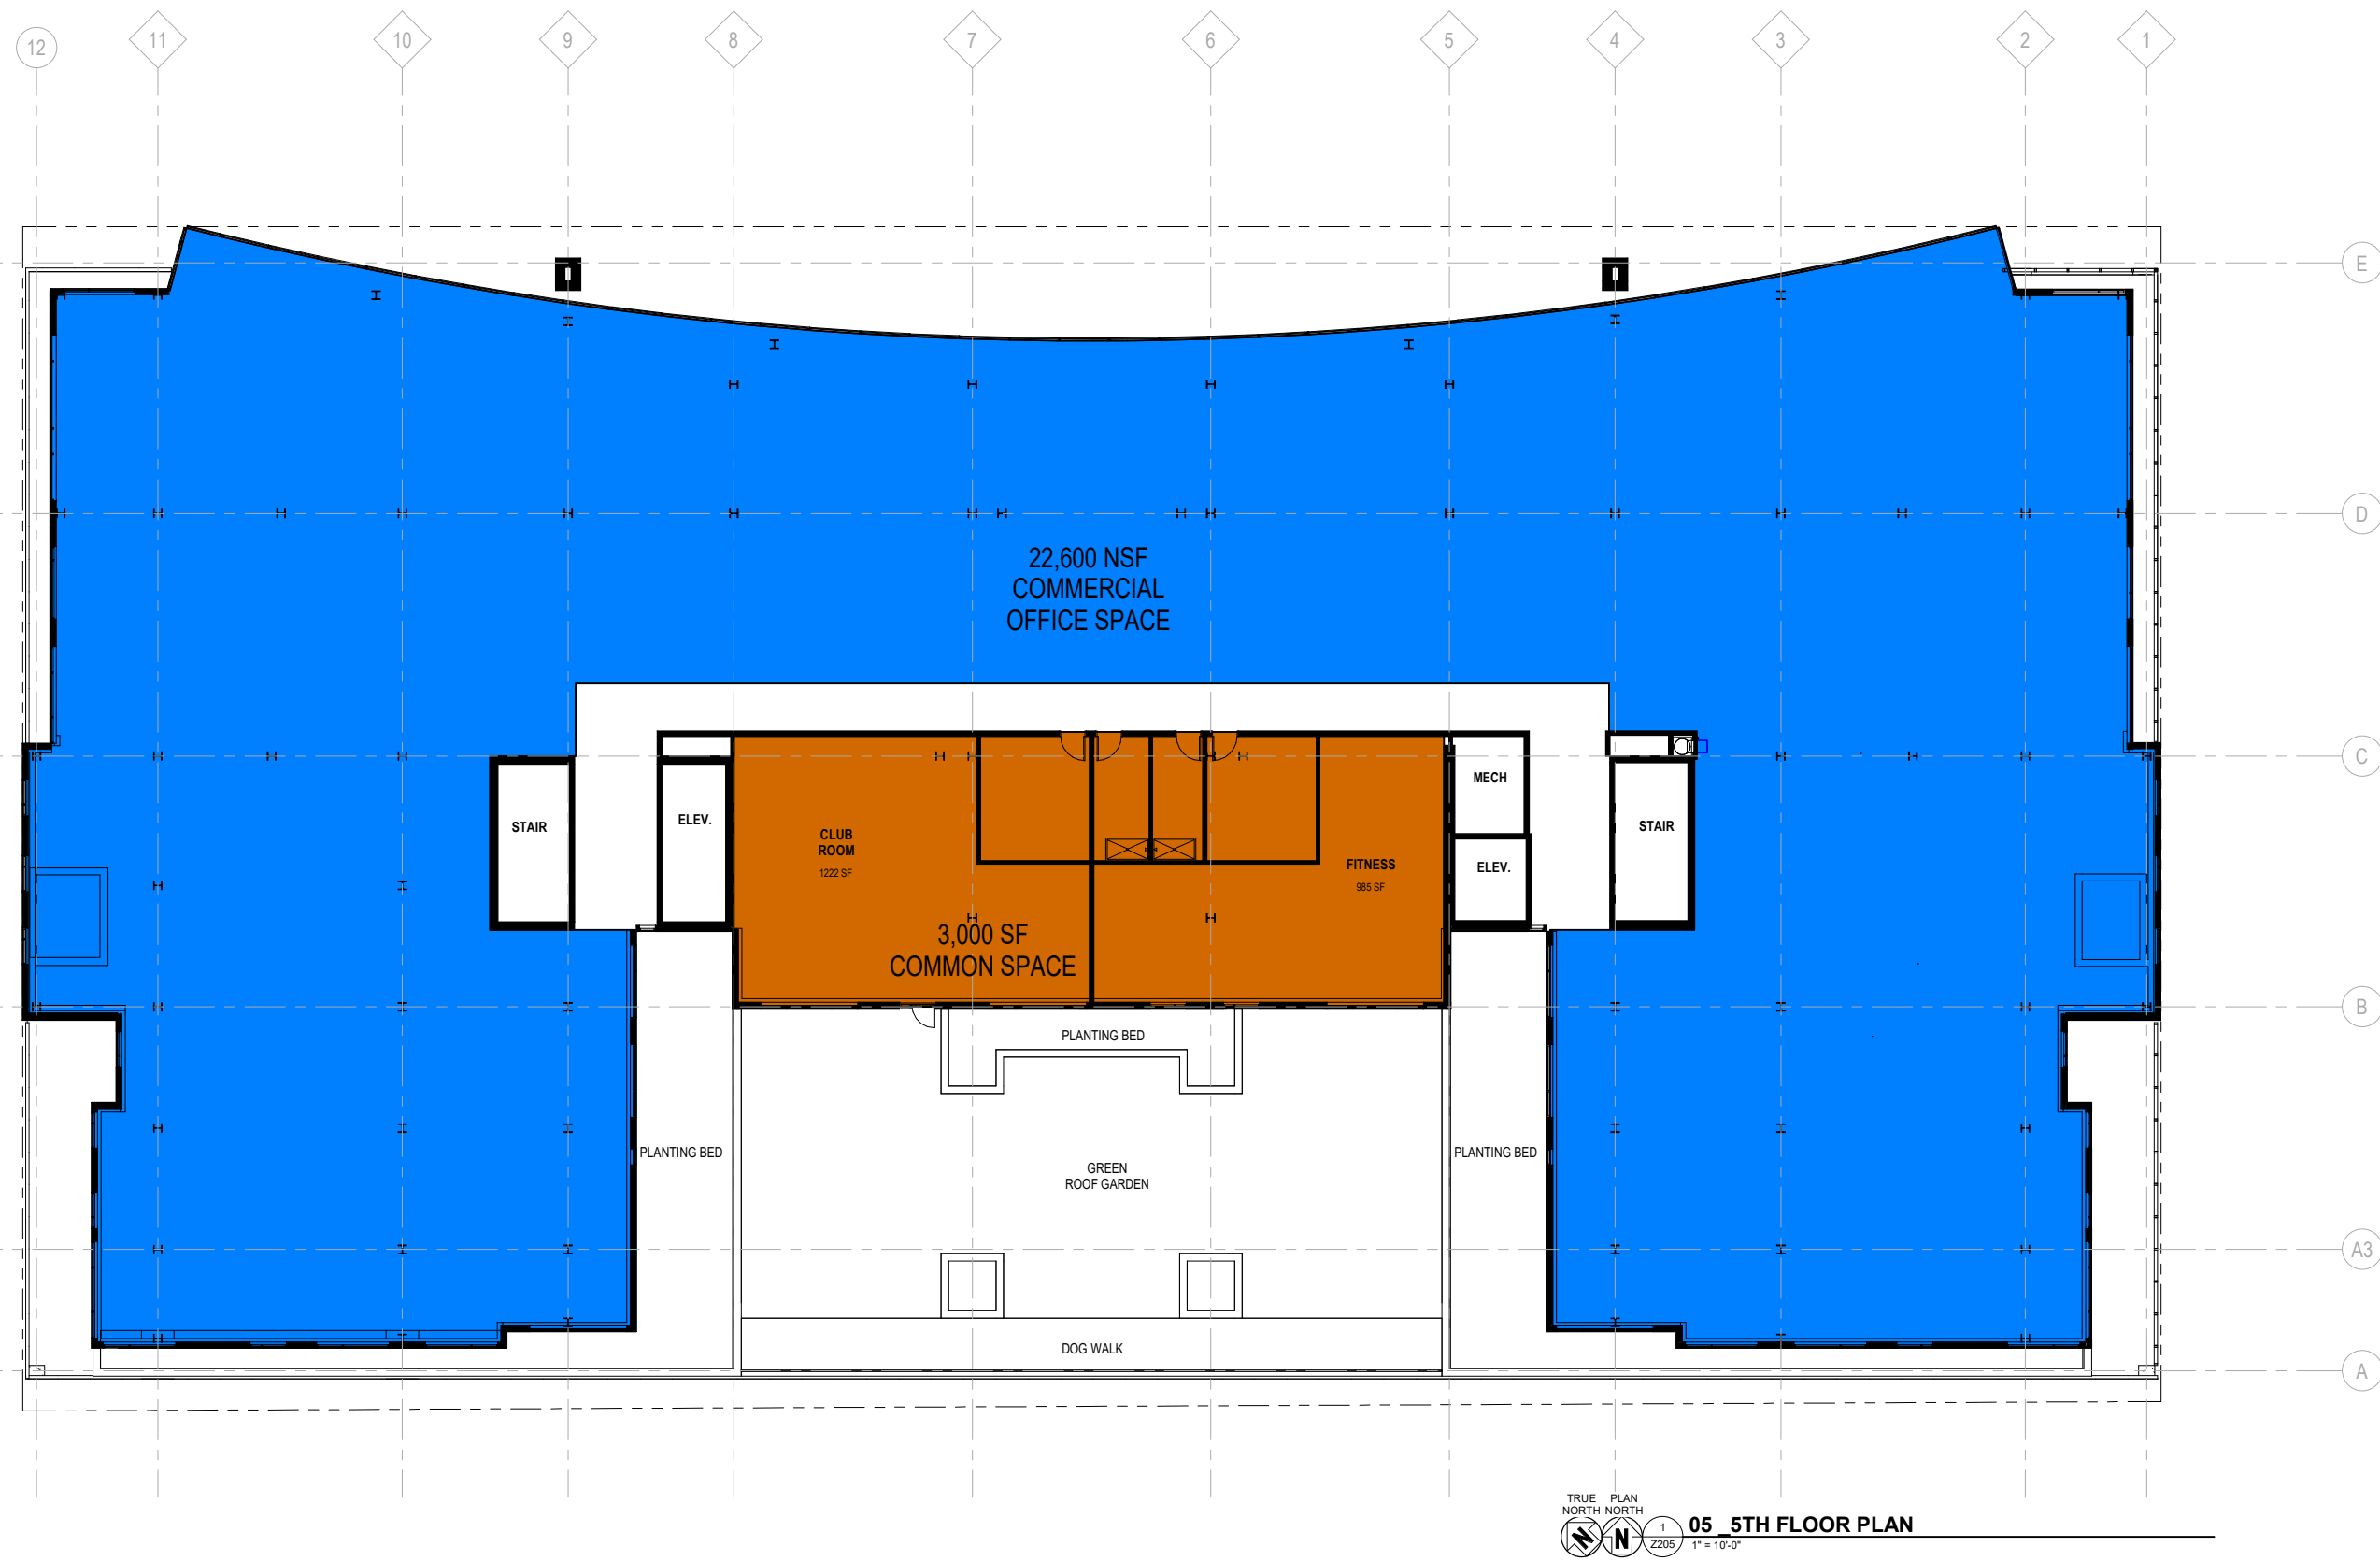 12
11
10
9
8
7
6
5
4
3
2
1
E
D
22,600 NSF
COMMERCIAL
OFFICE SPACE
C
MECH
STAIR
ELEV.
STAIR
CLUB
ROOM
1222 SF
FITNESS
985 SF
ELEV.
3,000 SF
COMMON SPACE
B
PLANTING BED
PLANTING BED
PLANTING BED
GREEN
ROOF GARDEN
A3
DOG WALK
A
TRUE
NORTH
PLAN
NORTH
N
N
1
Z205
05 _5TH FLOOR PLAN
1" = 10'-0"